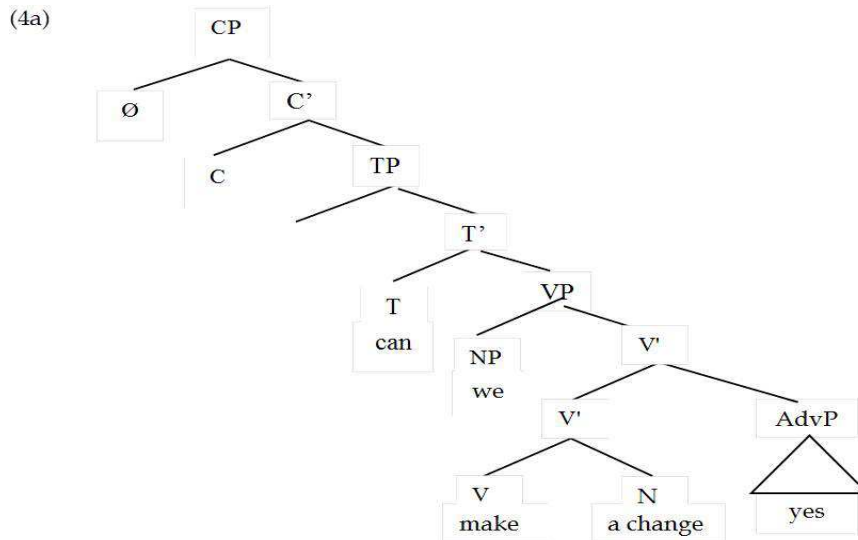 (4a)
CP
Ø
C’
C
TP
T’
T
can
VP
NP
we
V'
V'
AdvP
V
make
N
a change
yes